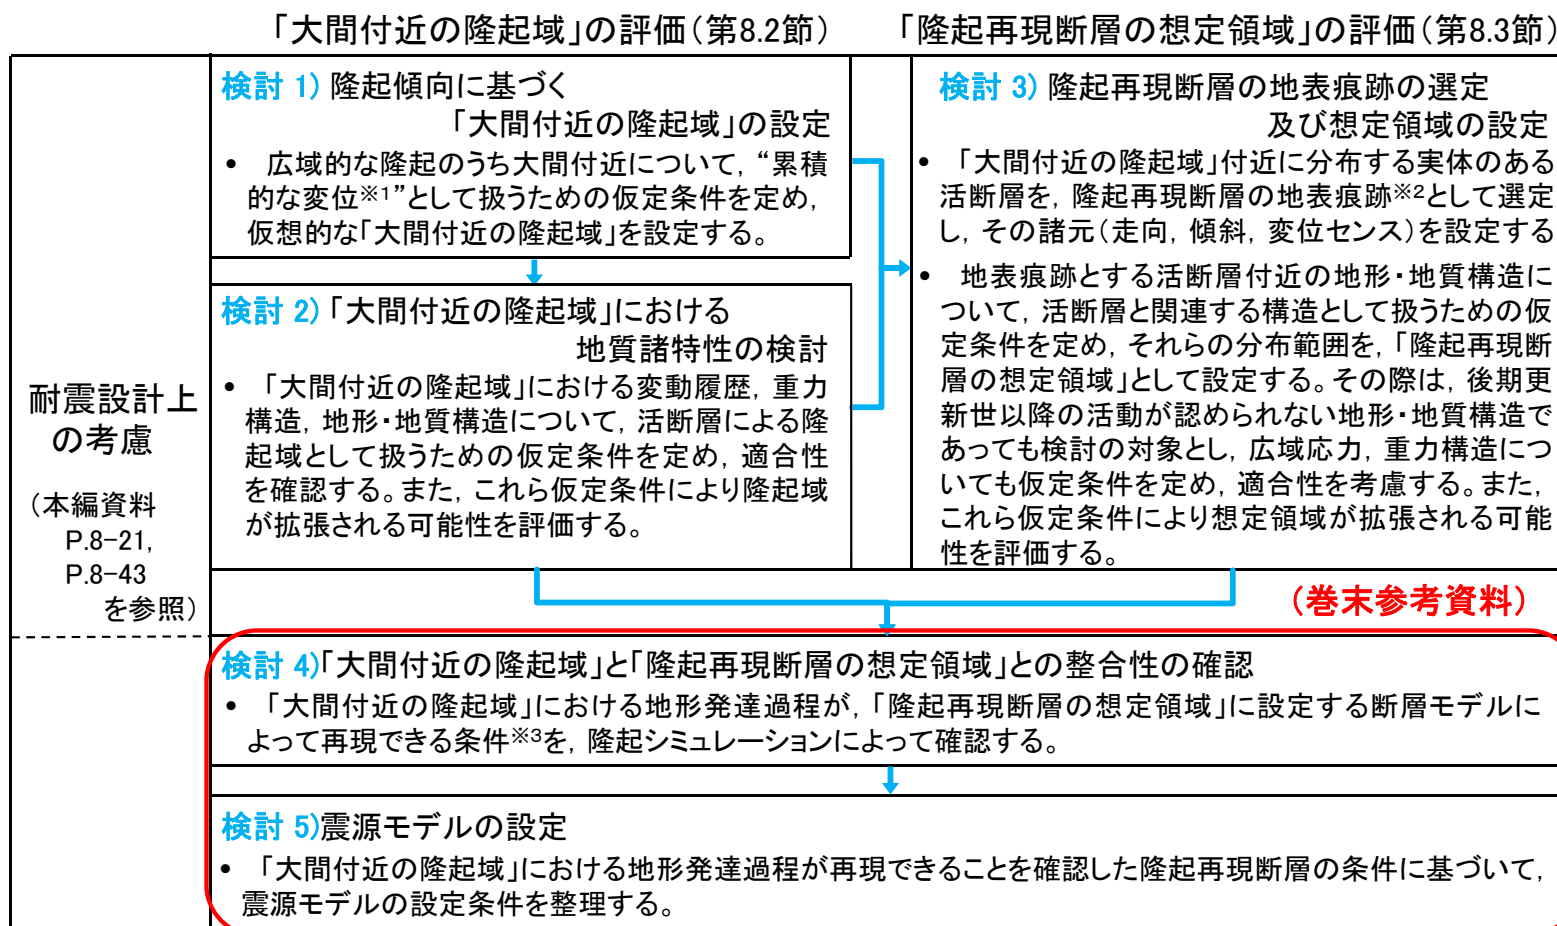 「大間付近の隆起域」の評価(第8.2節)
「隆起再現断層の想定領域」の評価(第8.3節)
耐震設計上
の考慮
(本編資料
P.8-21,
P.8-43
を参照)
検討 1) 隆起傾向に基づく
「大間付近の隆起域」の設定
• 広域的な隆起のうち大間付近について, “累積
的な変位※1”として扱うための仮定条件を定め,
仮想的な「大間付近の隆起域」を設定する。
検討 2) 「大間付近の隆起域」における
地質諸特性の検討
• 「大間付近の隆起域」における変動履歴, 重力
構造, 地形・地質構造について, 活断層による隆
起域として扱うための仮定条件を定め, 適合性
を確認する。また, これら仮定条件により隆起域
が拡張される可能性を評価する。
検討 3) 隆起再現断層の地表痕跡の選定
及び想定領域の設定
• 「大間付近の隆起域」付近に分布する実体のある
活断層を, 隆起再現断層の地表痕跡※2として選定
し, その諸元(走向, 傾斜, 変位センス)を設定する
• 地表痕跡とする活断層付近の地形・地質構造に
ついて, 活断層と関連する構造として扱うための仮
定条件を定め, それらの分布範囲を, 「隆起再現断
層の想定領域」として設定する。その際は, 後期更
新世以降の活動が認められない地形・地質構造で
あっても検討の対象とし, 広域応力, 重力構造につ
いても仮定条件を定め, 適合性を考慮する。また,
これら仮定条件により想定領域が拡張される可能
性を評価する。
(巻末参考資料)
検討 4)「大間付近の隆起域」と「隆起再現断層の想定領域」との整合性の確認
• 「大間付近の隆起域」における地形発達過程が, 「隆起再現断層の想定領域」に設定する断層モデルに
よって再現できる条件※3を, 隆起シミュレーションによって確認する。
検討 5)震源モデルの設定
• 「大間付近の隆起域」における地形発達過程が再現できることを確認した隆起再現断層の条件に基づいて,
震源モデルの設定条件を整理する。